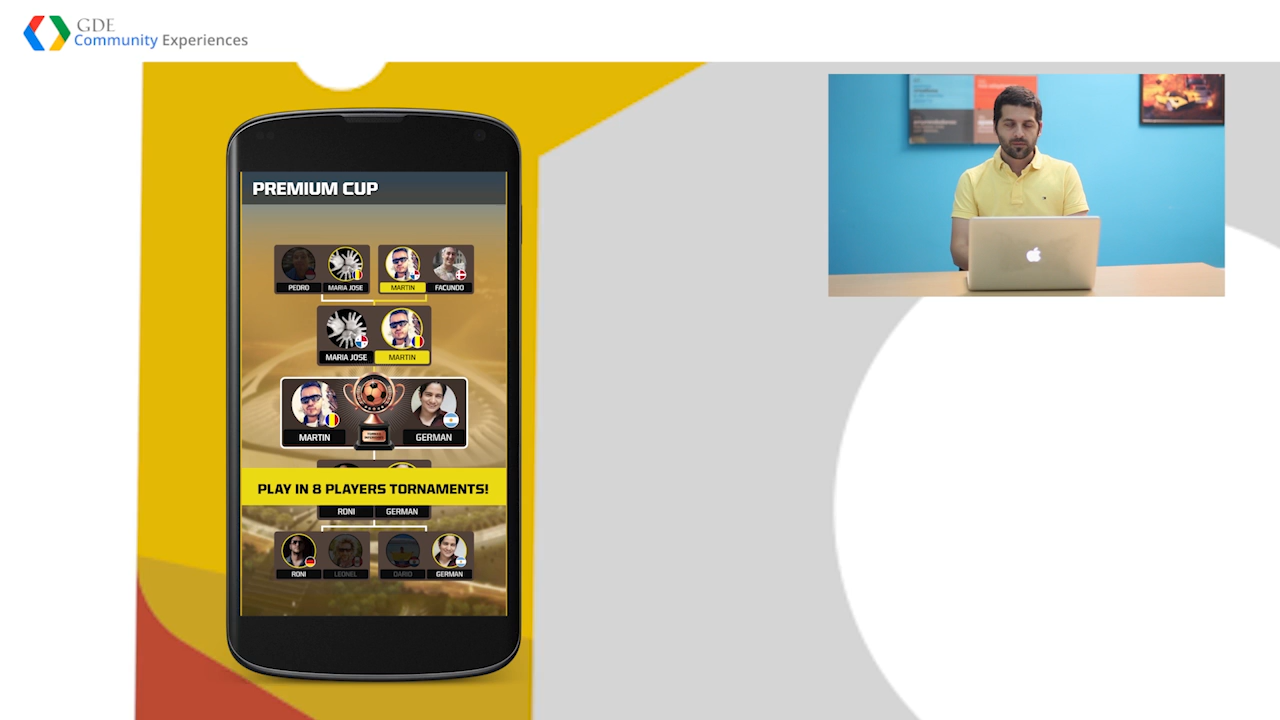 GDE
Community Experiences
PREMIUM CUP
PEDRO MARIA JOSE MARTIN FACUNDO
MARIA JOSE MARTIN
MARTIN GERMAN
PLAY IN 8 PLAYERS TORNAMENTS!
RONI GERMAN
RONI LEONEL DARIO GERMAN